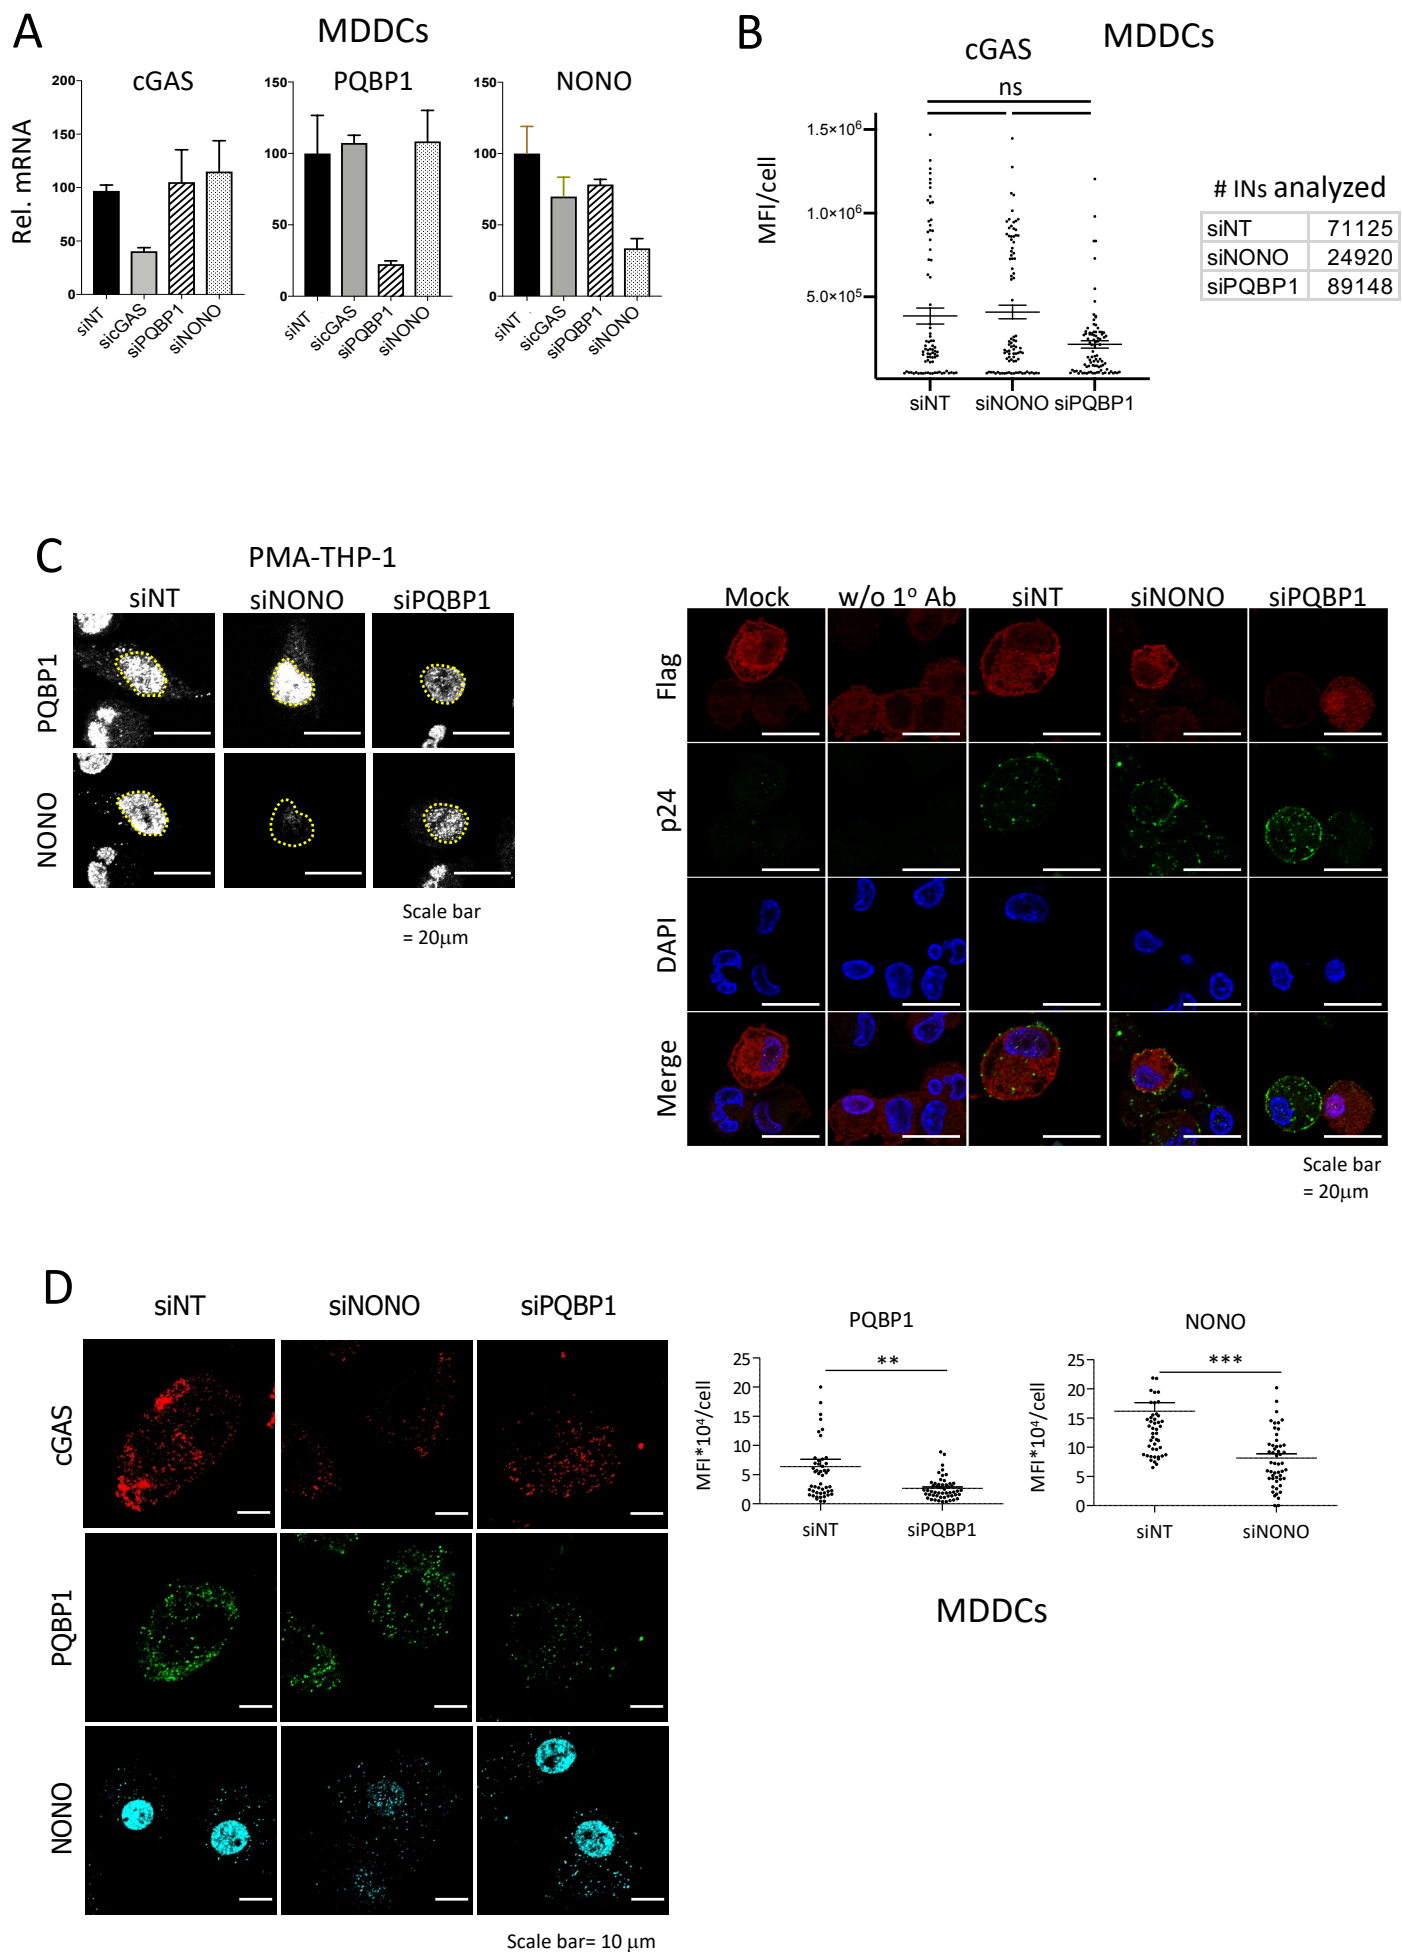 A
MDDCs
cGAS
PQBP1
NONO
Rel. mRNA
200
150
100
50
0
150
100
50
0
150
100
50
0
siNT
sicGAS
siPQBP1
siNONO
siNT
sicGAS
siPQBP1
siNONO
siNT
sicGAS
siPQBP1
siNONO
B
MDDCs
cGAS
ns
MFI/cell
1.5×10⁶
1.0×10⁶
5.0×10⁵
siNT
siNONO
siPQBP1
# INs analyzed
siNT 71125
siNONO 24920
siPQBP1 89148
C
PMA-THP-1
siNT siNONO siPQBP1
PQBP1
NONO
Scale bar
= 20μm
Mock w/o 1º Ab siNT siNONO siPQBP1
Flag
p24
DAPI
Merge
Scale bar
= 20μm
D
siNT siNONO siPQBP1
cGAS
PQBP1
NONO
Scale bar= 10 μm
PQBP1
MFI*10⁴/cell
25
20
15
10
5
0
**
siNT
siPQBP1
NONO
MFI*10⁴/cell
25
20
15
10
5
0
***
siNT
siNONO
MDDCs